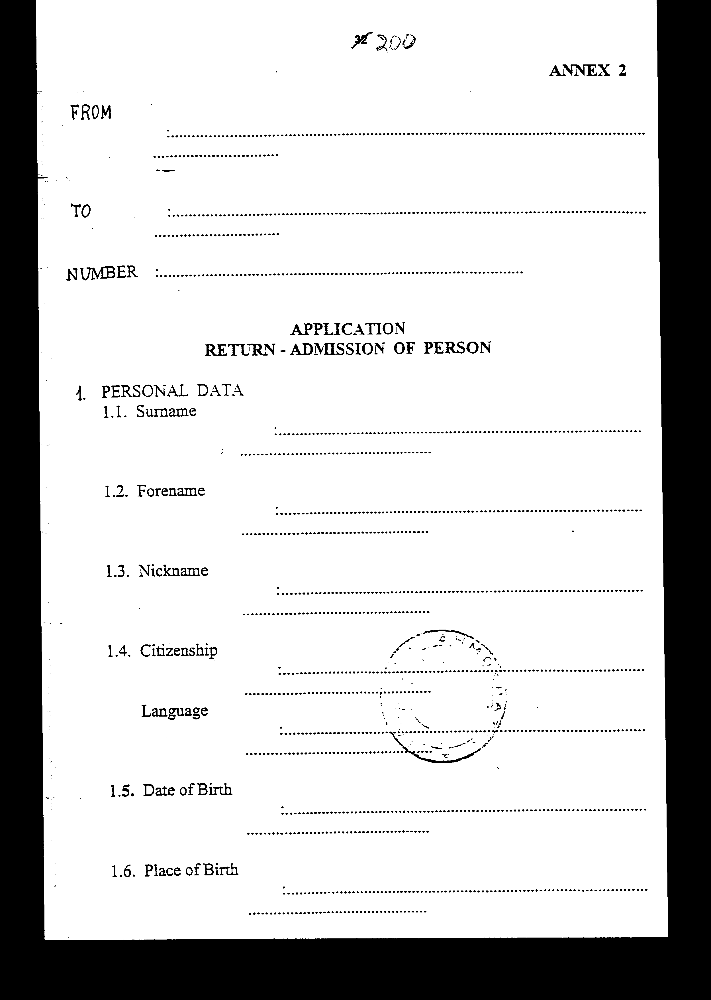 32 200
ANNEX 2
FROM
:..........
..........
TO :..........
..........
NUMBER :..........
APPLICATION
RETURN - ADMISSION OF PERSON
1. PERSONAL DATA
1.1. Surname
:..........
..........
1.2. Forename
:..........
..........
1.3. Nickname
:..........
..........
1.4. Citizenship
:..........
..........
Language
:..........
..........
1.5. Date of Birth
:..........
..........
1.6. Place of Birth
:..........
..........